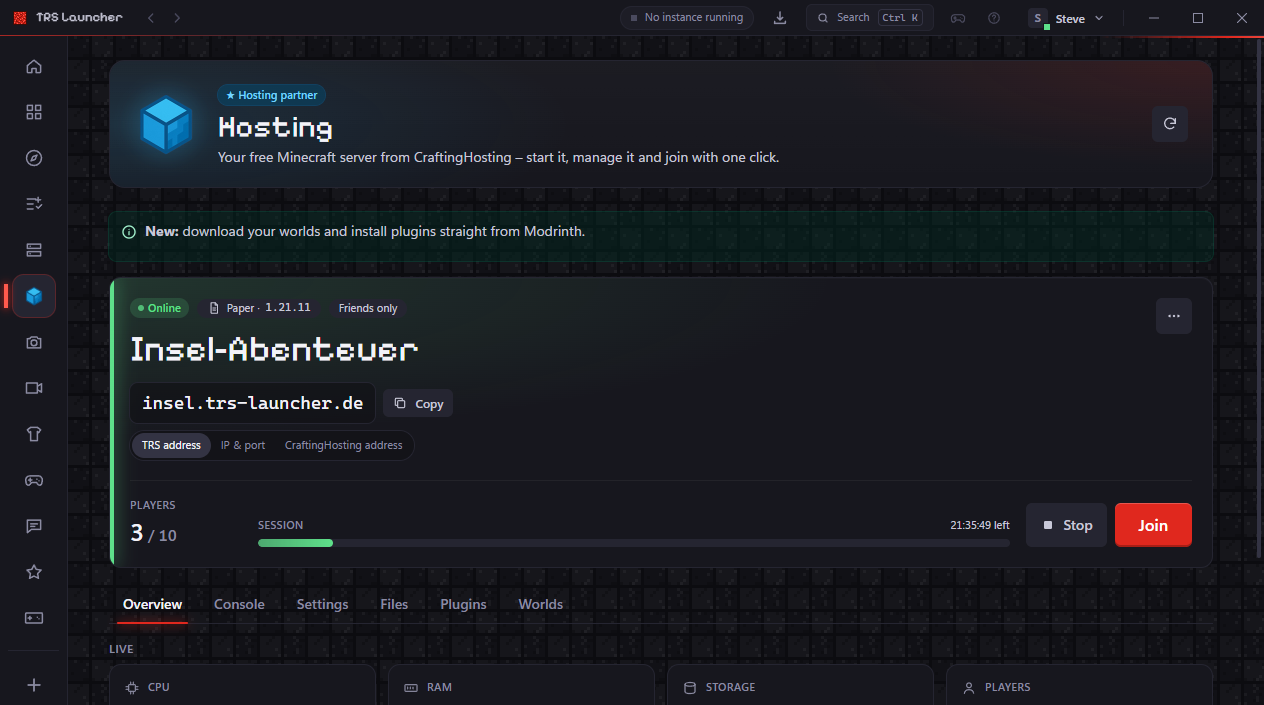 TRS Launcher
No instance running
Search Ctrl K
S Steve
★ Hosting partner
Hosting
Your free Minecraft server from CraftingHosting – start it, manage it and join with one click.
New: download your worlds and install plugins straight from Modrinth.
Online Paper · 1.21.11 Friends only
Insel-Abenteuer
insel.trs-launcher.de Copy
TRS address IP & port CraftingHosting address
PLAYERS
3 / 10
SESSION 21:35:49 left
Stop Join
Overview Console Settings Files Plugins Worlds
LIVE
CPU RAM STORAGE PLAYERS